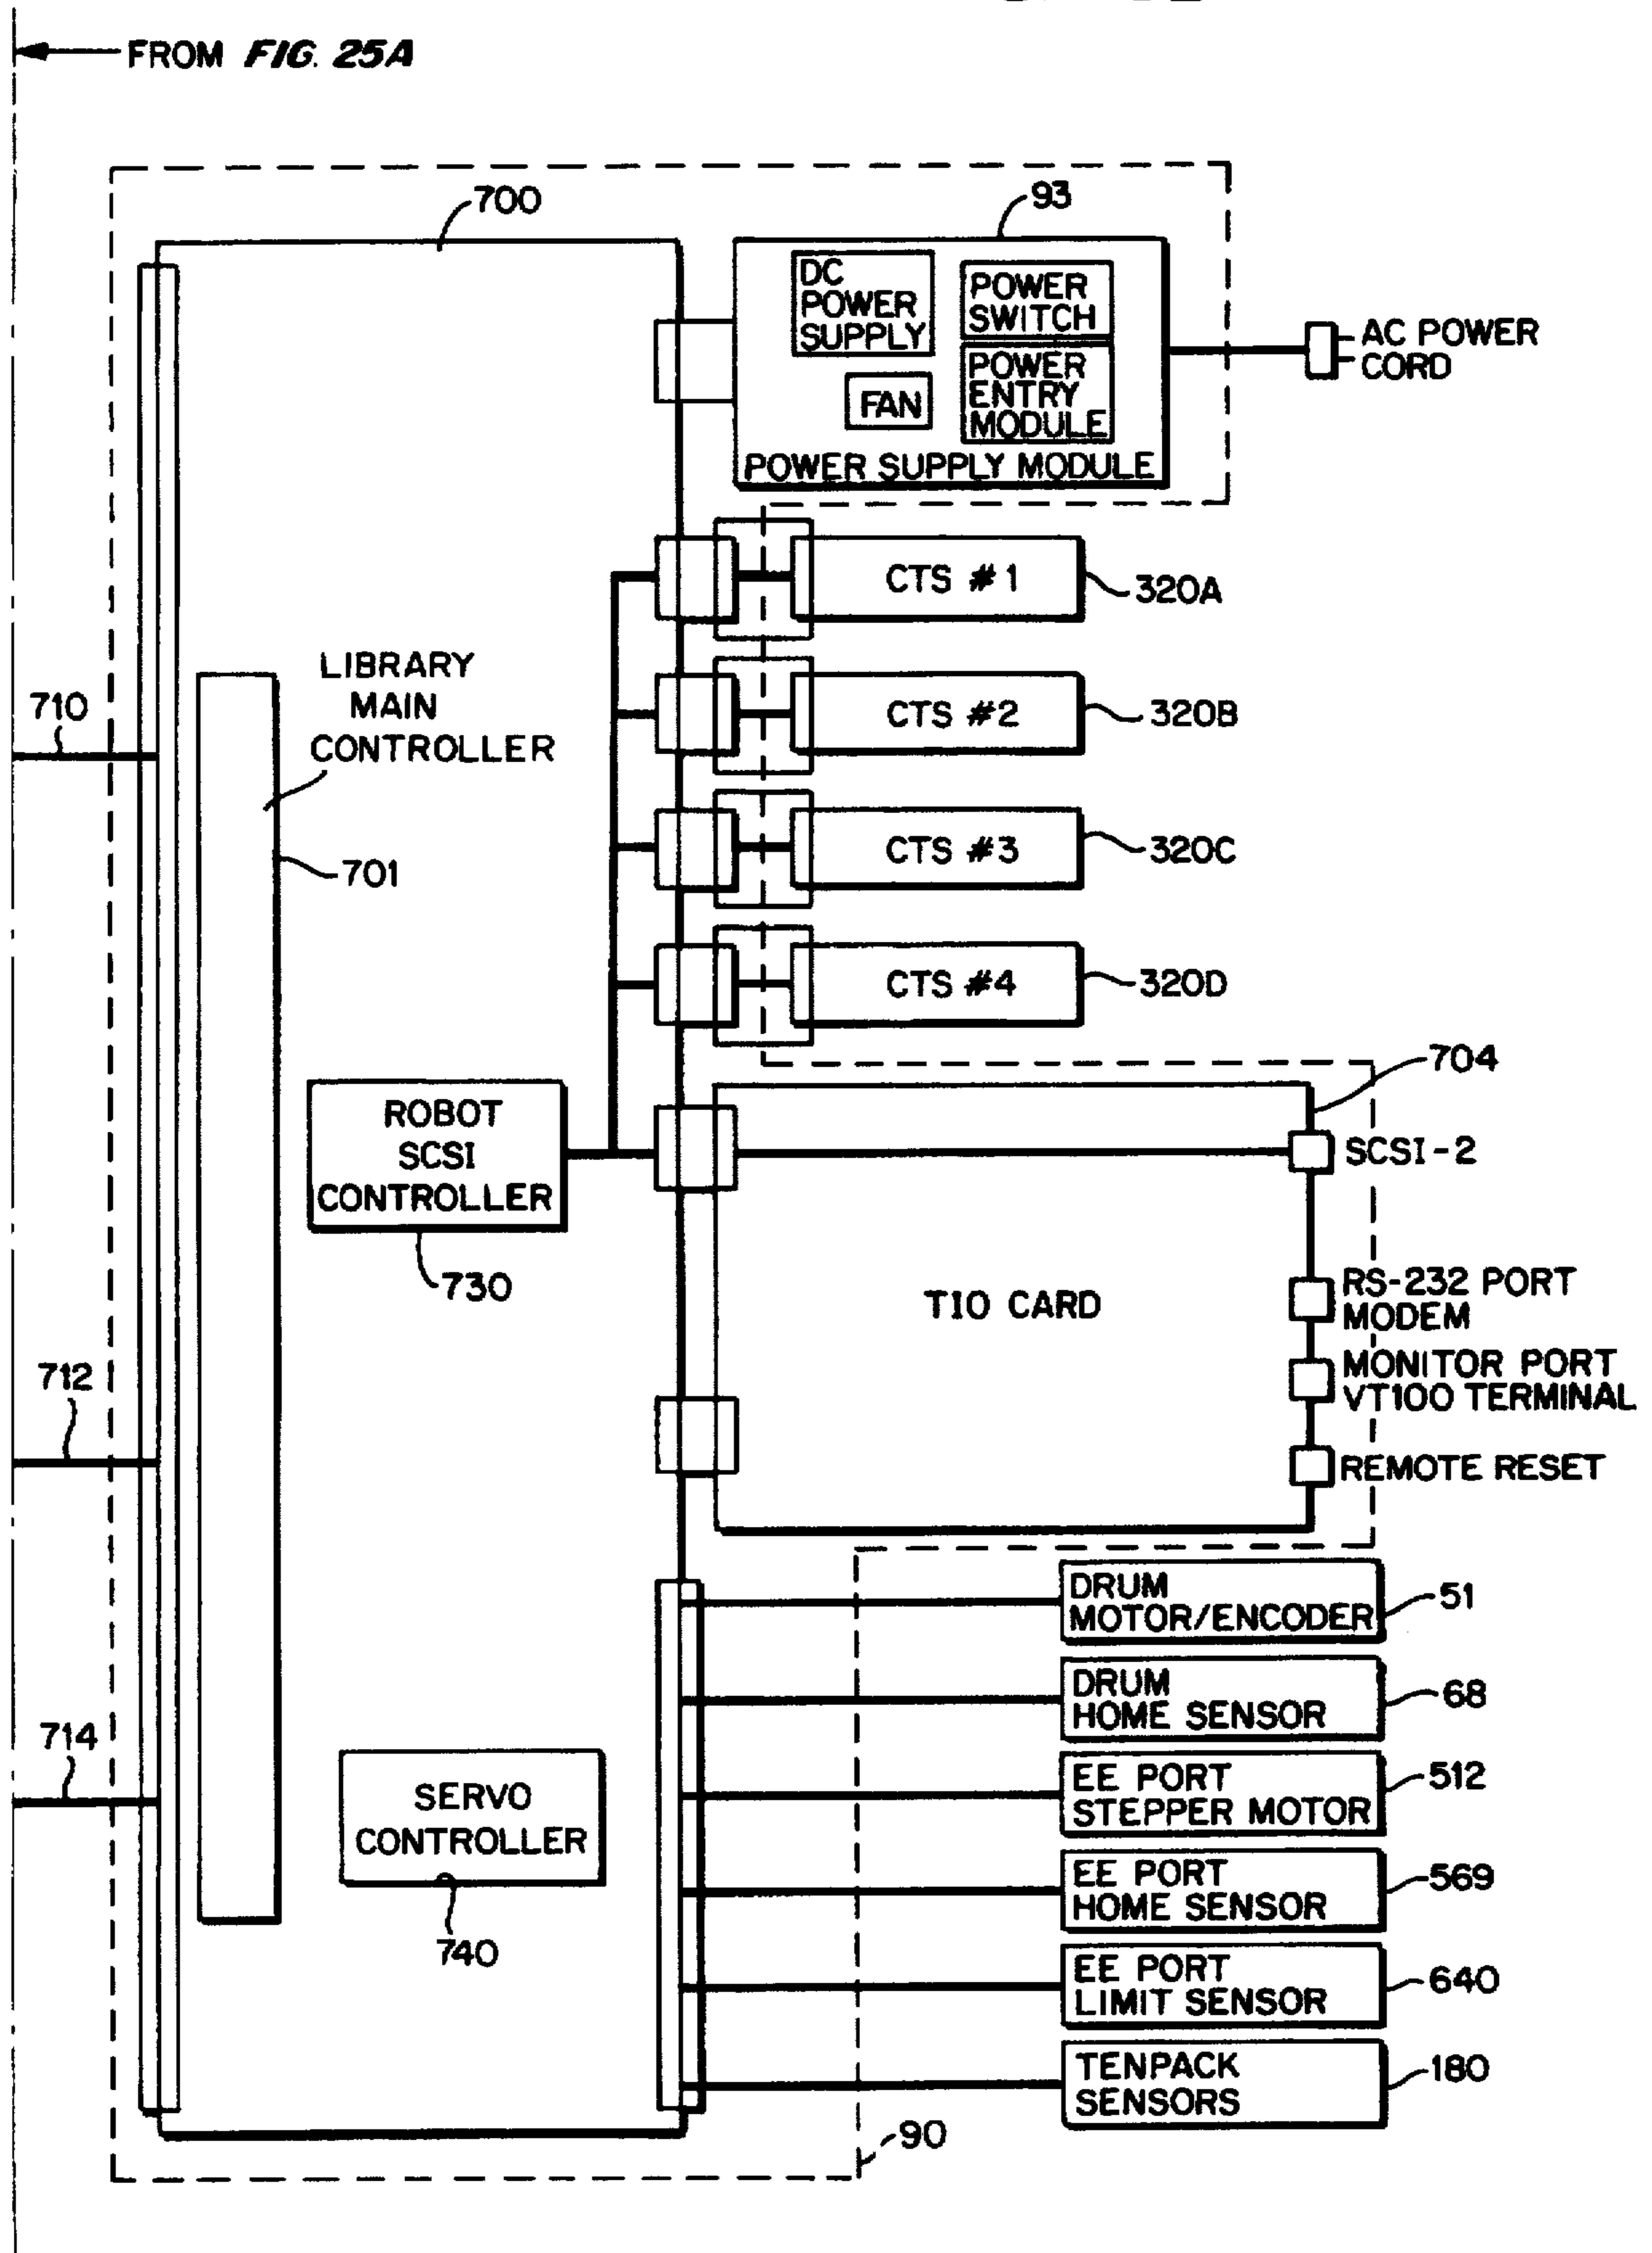 FROM FIG. 25A
700
93
DC
POWER
SUPPLY
POWER
SWITCH
POWER
ENTRY
MODULE
FAN
POWER SUPPLY MODULE
AC POWER
CORD
CTS #1
320A
LIBRARY
MAIN
CONTROLLER
710
701
CTS #2
320B
CTS #3
320C
CTS #4
320D
704
ROBOT
SCSI
CONTROLLER
730
SCSI-2
TIO CARD
RS-232 PORT
MODEM
MONITOR PORT
VT100 TERMINAL
REMOTE RESET
712
714
DRUM
MOTOR/ENCODER
51
DRUM
HOME SENSOR
68
EE PORT
STEPPER MOTOR
512
SERVO
CONTROLLER
740
EE PORT
HOME SENSOR
569
EE PORT
LIMIT SENSOR
640
TENPACK
SENSORS
180
90